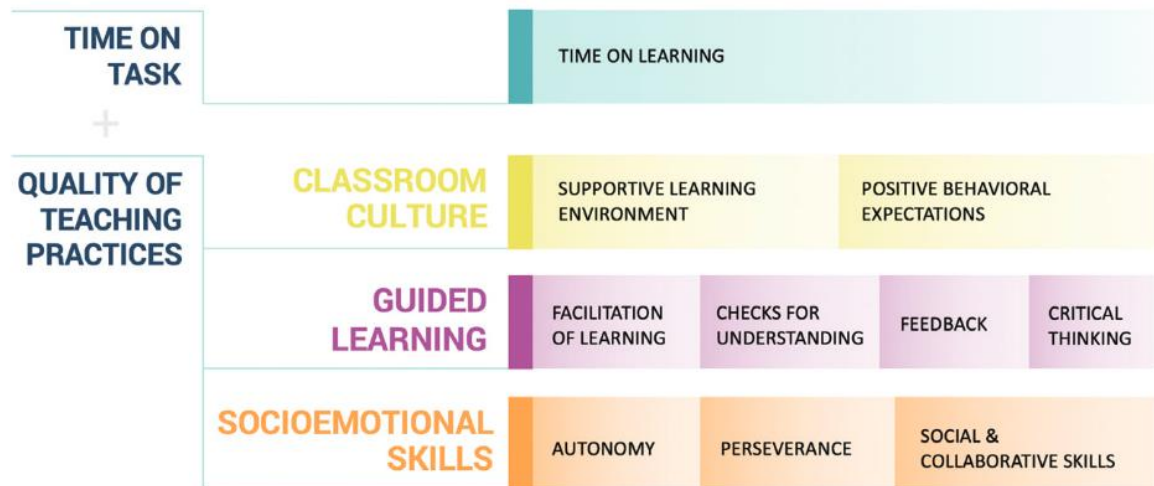 TIME ON
TASK
TIME ON LEARNING
+
QUALITY OF
TEACHING
PRACTICES
CLASSROOM
CULTURE
SUPPORTIVE LEARNING
ENVIRONMENT
POSITIVE BEHAVIORAL
EXPECTATIONS
GUIDED
LEARNING
FACILITATION
OF LEARNING
CHECKS FOR
UNDERSTANDING
FEEDBACK
CRITICAL
THINKING
SOCIOEMOTIONAL
SKILLS
AUTONOMY
PERSEVERANCE
SOCIAL &
COLLABORATIVE SKILLS